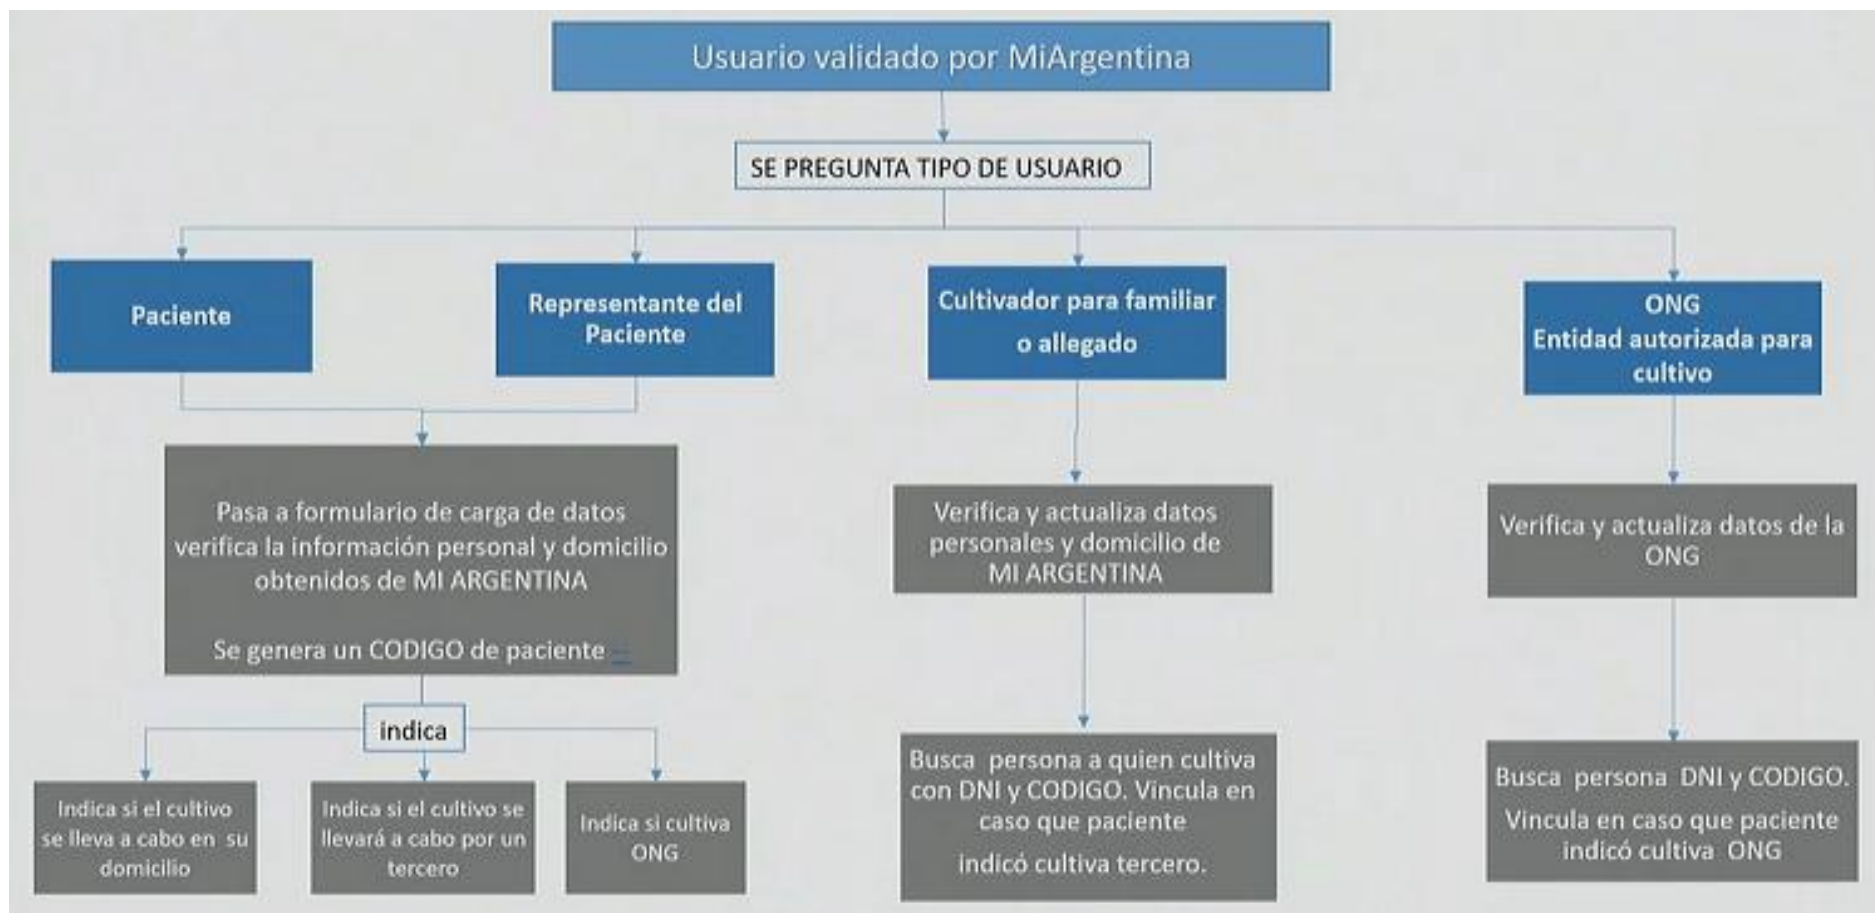 Usuario validado por MiArgentina
SE PREGUNTA TIPO DE USUARIO
Paciente
Representante del
Paciente
Cultivador para familiar
o allegado
ONG
Entidad autorizada para
cultivo
Pasa a formulario de carga de datos
verifica la información personal y domicilio
obtenidos de MI ARGENTINA
Se genera un CODIGO de paciente
Verifica y actualiza datos
personales y domicilio de
MI ARGENTINA
Verifica y actualiza datos de la
ONG
indica
Indica si el cultivo
se lleva a cabo en su
domicilio
Indica si el cultivo se
llevará a cabo por un
tercero
Indica si cultiva
ONG
Busca persona a quien cultiva
con DNI y CODIGO. Vincula en
caso que paciente
indicó cultiva tercero.
Busca persona DNI y CODIGO.
Vincula en caso que paciente
indicó cultiva ONG